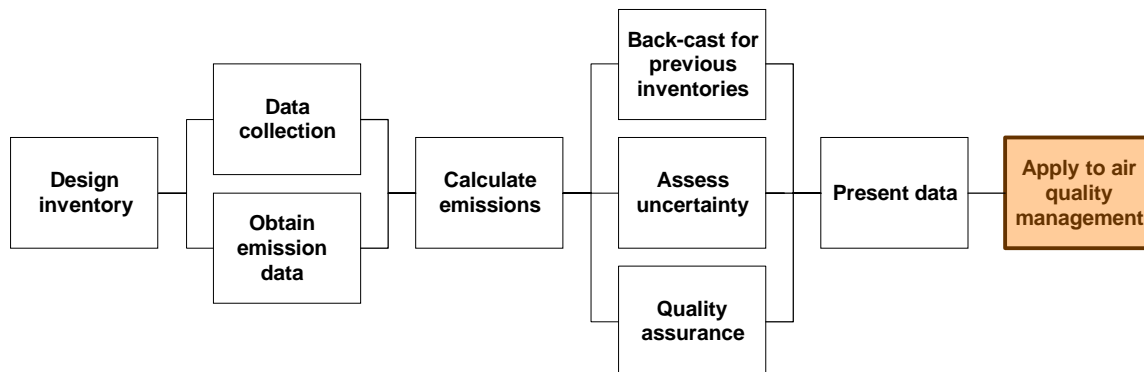 Design
inventory
Data
collection
Obtain
emission
data
Calculate
emissions
Back-cast for
previous
inventories
Assess
uncertainty
Quality
assurance
Present data
Apply to air
quality
management